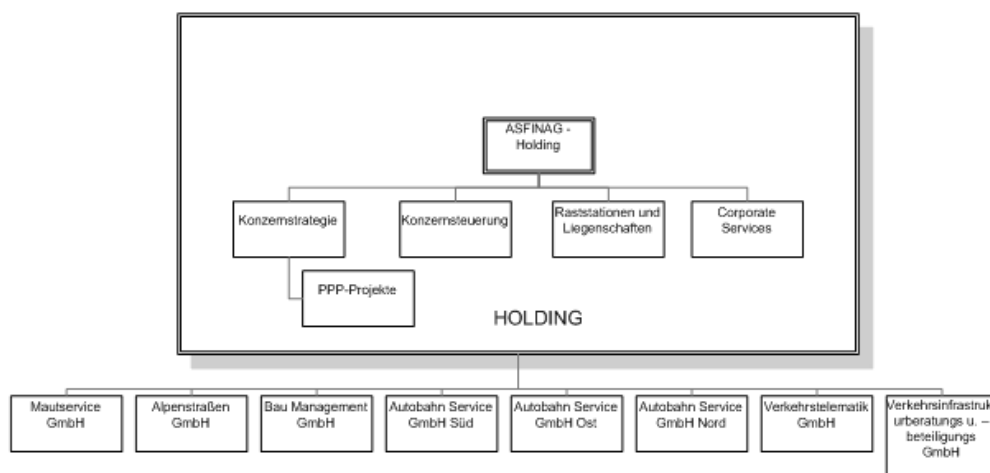 ASFINAG -
Holding
Konzernstrategie
Konzernsteuerung
Raststationen und
Liegenschaften
Corporate
Services
PPP-Projekte
HOLDING
Mautservice
GmbH
Alpenstraßen
GmbH
Bau Management
GmbH
Autobahn Service
GmbH Süd
Autobahn Service
GmbH Ost
Autobahn Service
GmbH Nord
Verkehrstelematik
GmbH
Verkehrsinfrastrukt
urberatungs u. –
beteiligungs
GmbH